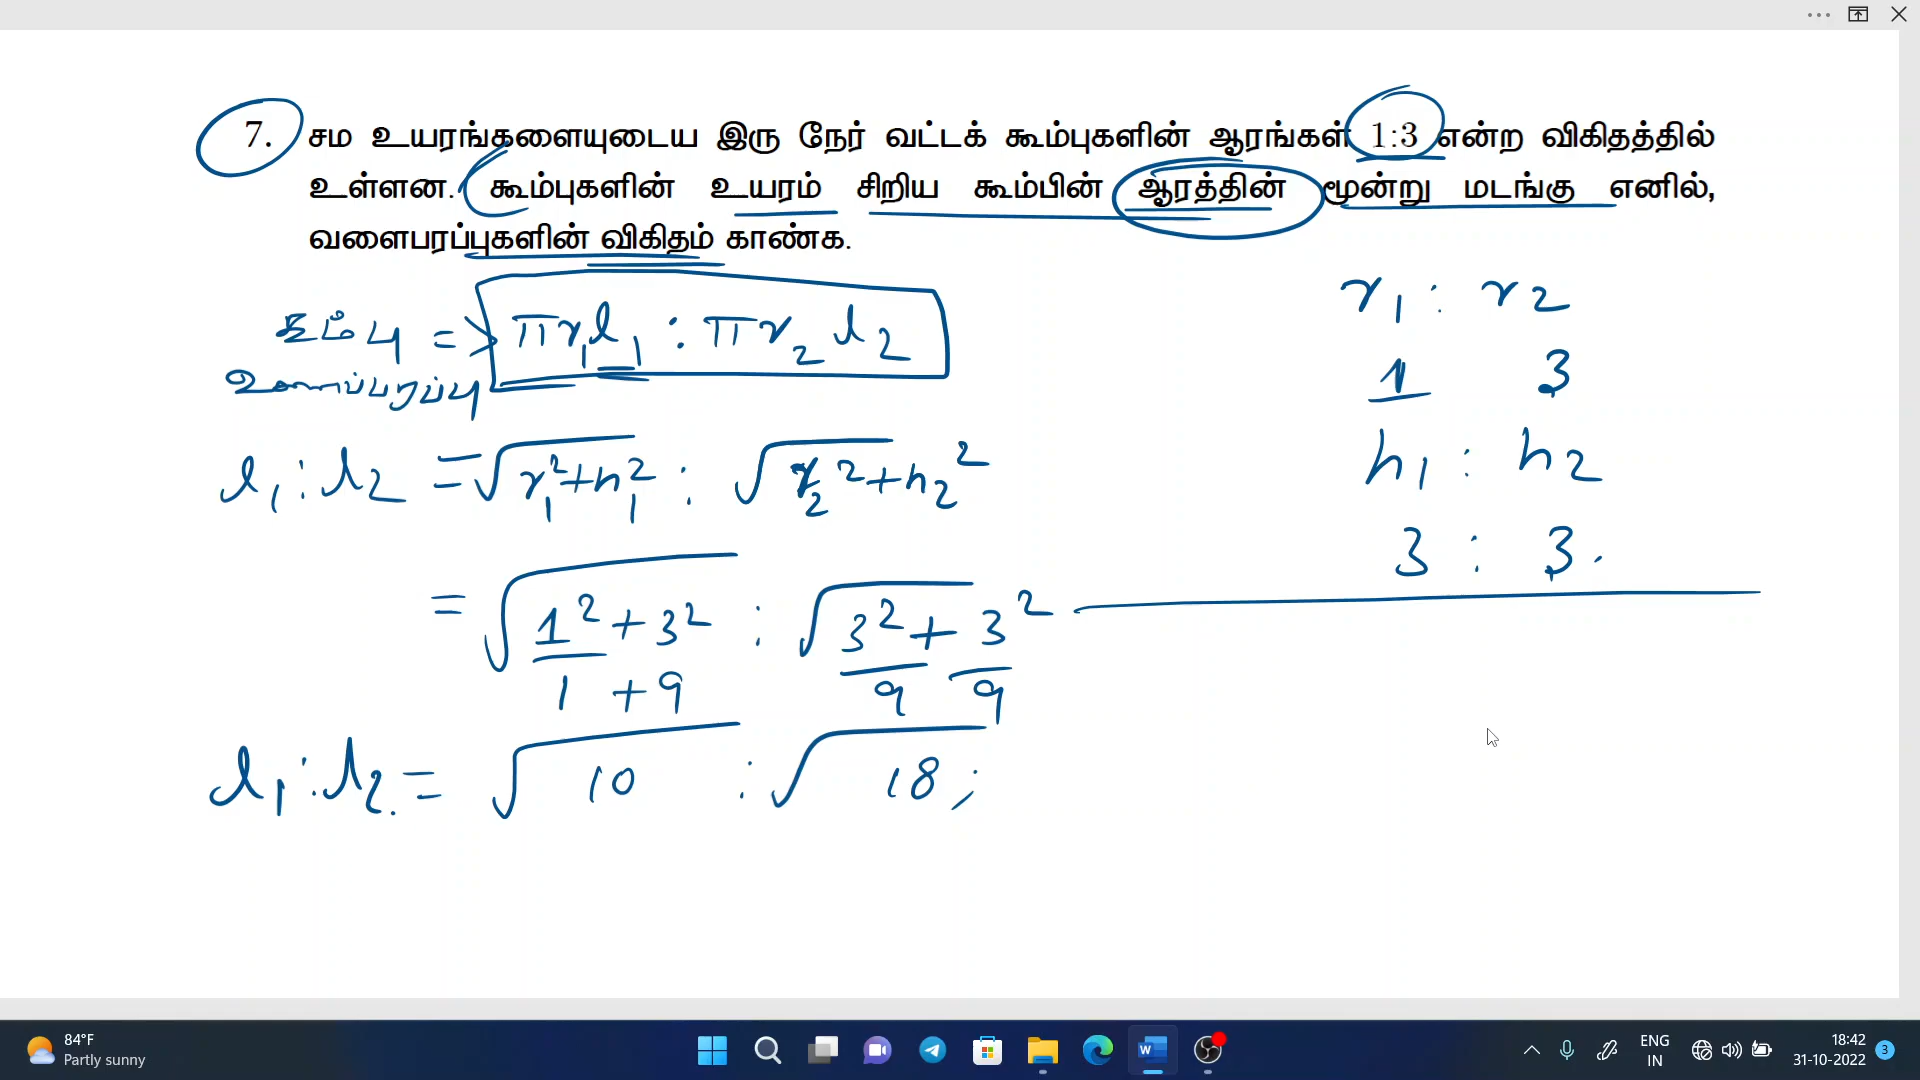 7. சம உயரங்களையுடைய இரு நேர் வட்டக் கூம்புகளின் ஆரங்கள் 1:3 என்ற விகிதத்தில்
உள்ளன. கூம்புகளின் உயரம் சிறிய கூம்பின் ஆரத்தின் மூன்று மடங்கு எனில்,
வளைபரப்புகளின் விகிதம் காண்க.
r₁ : r₂
=> πr₁l₁ : πr₂l₂
1 3
வளைப்பரப்பு
h₁ : h₂
l₁ : l₂ = √r₁²+h₁² : √r₂²+h₂²
3 : 3.
= √1²+3² : √3²+3²
1 +9 9 9
l₁ : l₂. = √10 : √18 ;
84°F
Partly sunny
ENG
IN
18:42
31-10-2022
3